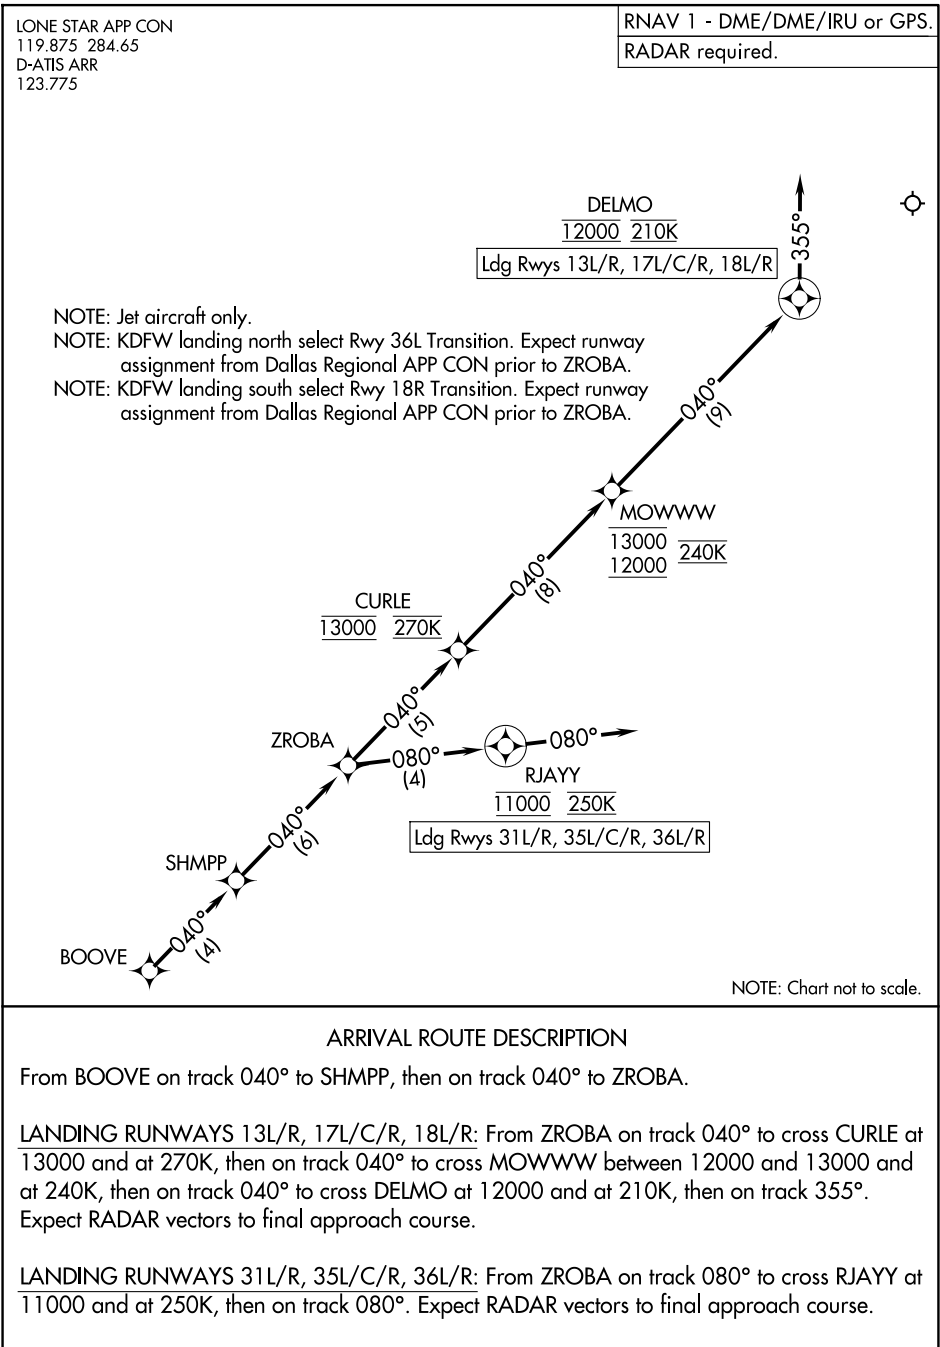 LONE STAR APP CON
119.875 284.65
D-ATIS ARR
123.775
RNAV 1 - DME/DME/IRU or GPS.
RADAR required.
DELMO
12000 210K
Ldg Rwys 13L/R, 17L/C/R, 18L/R
355°
NOTE: Jet aircraft only.
NOTE: KDFW landing north select Rwy 36L Transition. Expect runway
assignment from Dallas Regional APP CON prior to ZROBA.
NOTE: KDFW landing south select Rwy 18R Transition. Expect runway
assignment from Dallas Regional APP CON prior to ZROBA.
040°
(9)
MOWWW
13000
12000
240K
040°
(8)
CURLE
13000 270K
040°
(5)
ZROBA
080°
(4)
080°
RJAYY
11000 250K
Ldg Rwys 31L/R, 35L/C/R, 36L/R
040°
(6)
SHMPP
040°
(4)
BOOVE
NOTE: Chart not to scale.
ARRIVAL ROUTE DESCRIPTION
From BOOVE on track 040° to SHMPP, then on track 040° to ZROBA.
LANDING RUNWAYS 13L/R, 17L/C/R, 18L/R: From ZROBA on track 040° to cross CURLE at
13000 and at 270K, then on track 040° to cross MOWWW between 12000 and 13000 and
at 240K, then on track 040° to cross DELMO at 12000 and at 210K, then on track 355°.
Expect RADAR vectors to final approach course.
LANDING RUNWAYS 31L/R, 35L/C/R, 36L/R: From ZROBA on track 080° to cross RJAYY at
11000 and at 250K, then on track 080°. Expect RADAR vectors to final approach course.